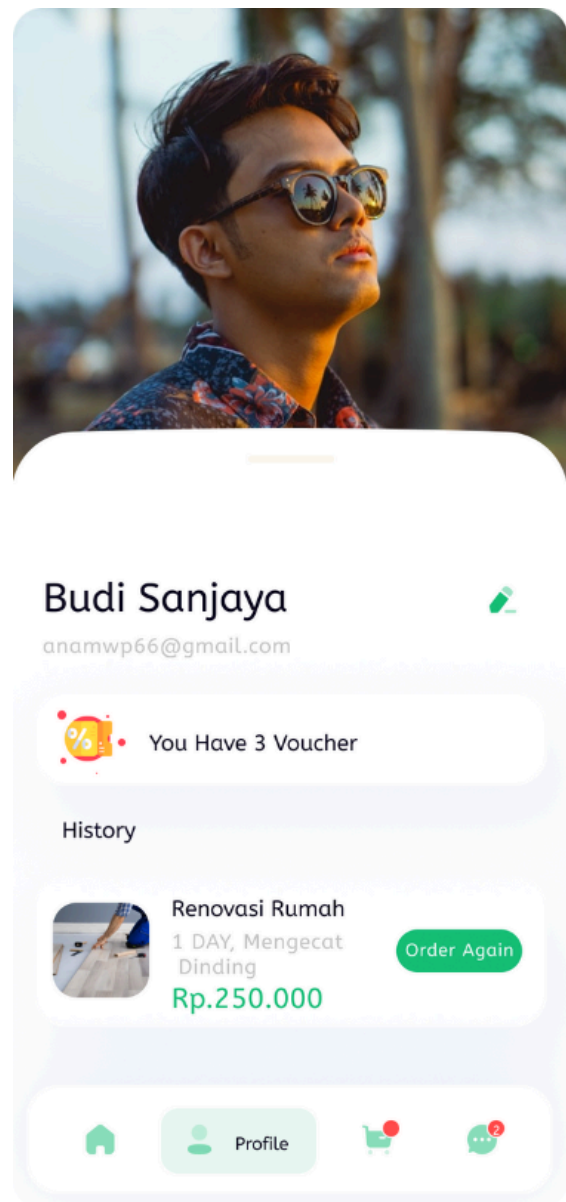 Budi Sanjaya
anamwp66@gmail.com
%
You Have 3 Voucher
History
Renovasi Rumah
1 DAY, Mengecat
Dinding
Rp.250.000
Order Again
Profile
2